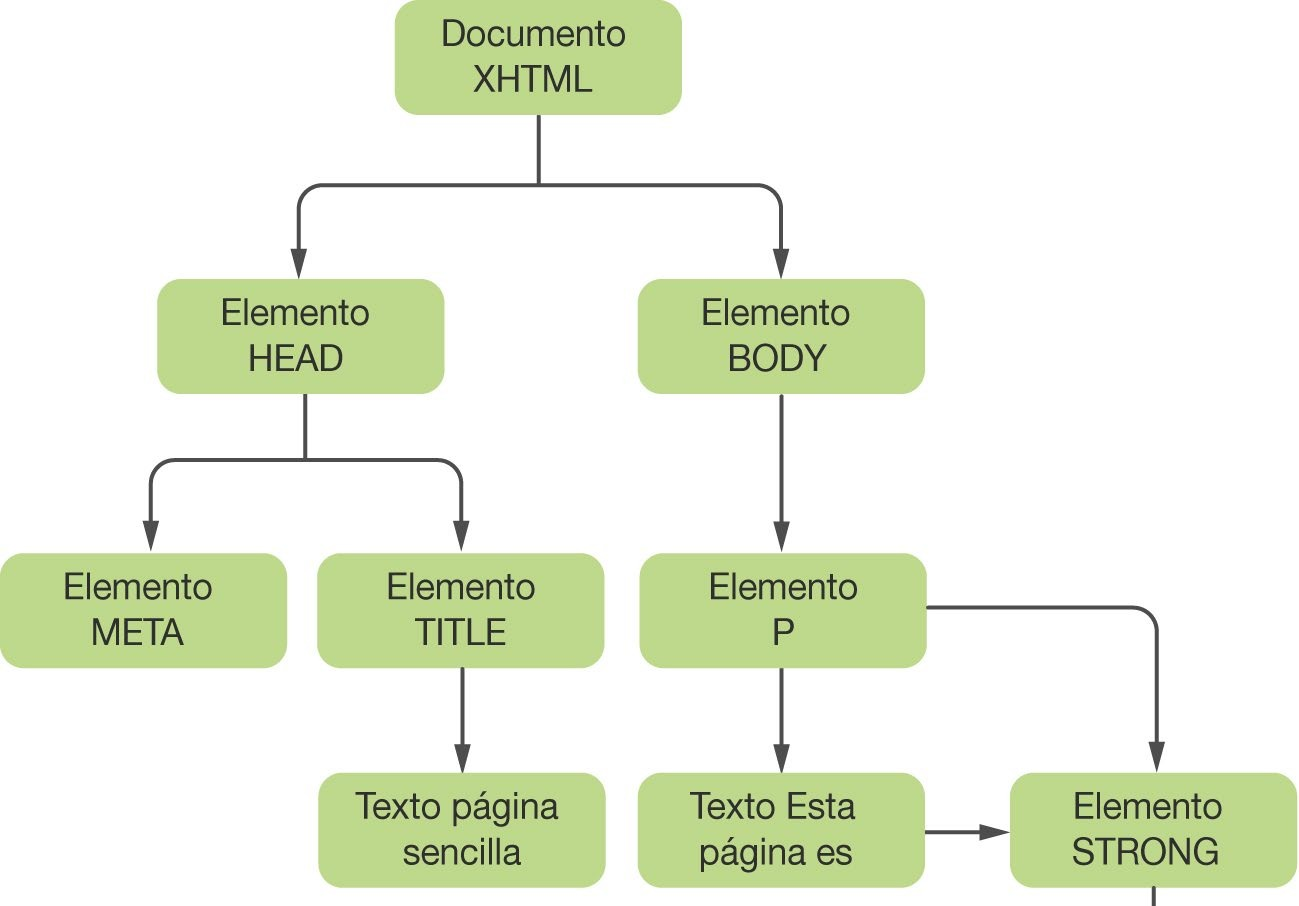 Documento
XHTML
Elemento
HEAD
Elemento
BODY
Elemento
META
Elemento
TITLE
Elemento
P
Texto página
sencilla
Texto Esta
página es
Elemento
STRONG